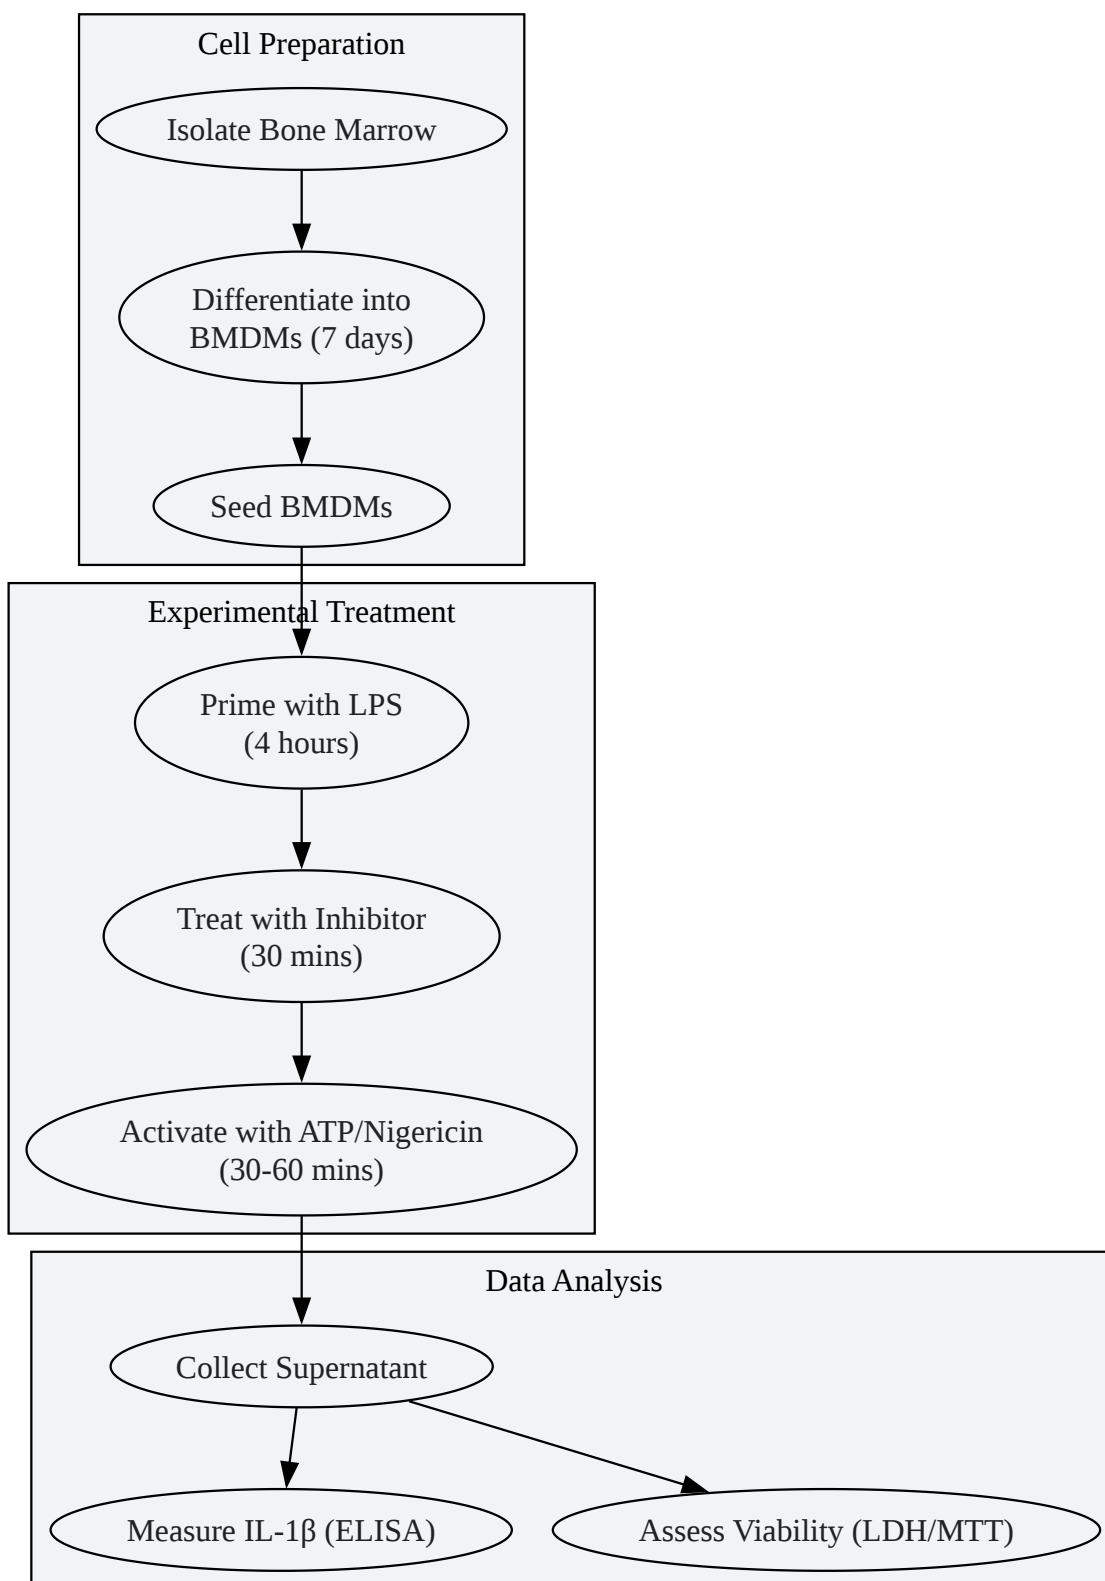 Cell Preparation
Isolate Bone Marrow
Differentiate into
BMDMs (7 days)
Seed BMDMs
Experimental Treatment
Prime with LPS
(4 hours)
Treat with Inhibitor
(30 mins)
Activate with ATP/Nigericin
(30-60 mins)
Data Analysis
Collect Supernatant
Measure IL-1β (ELISA)
Assess Viability (LDH/MTT)